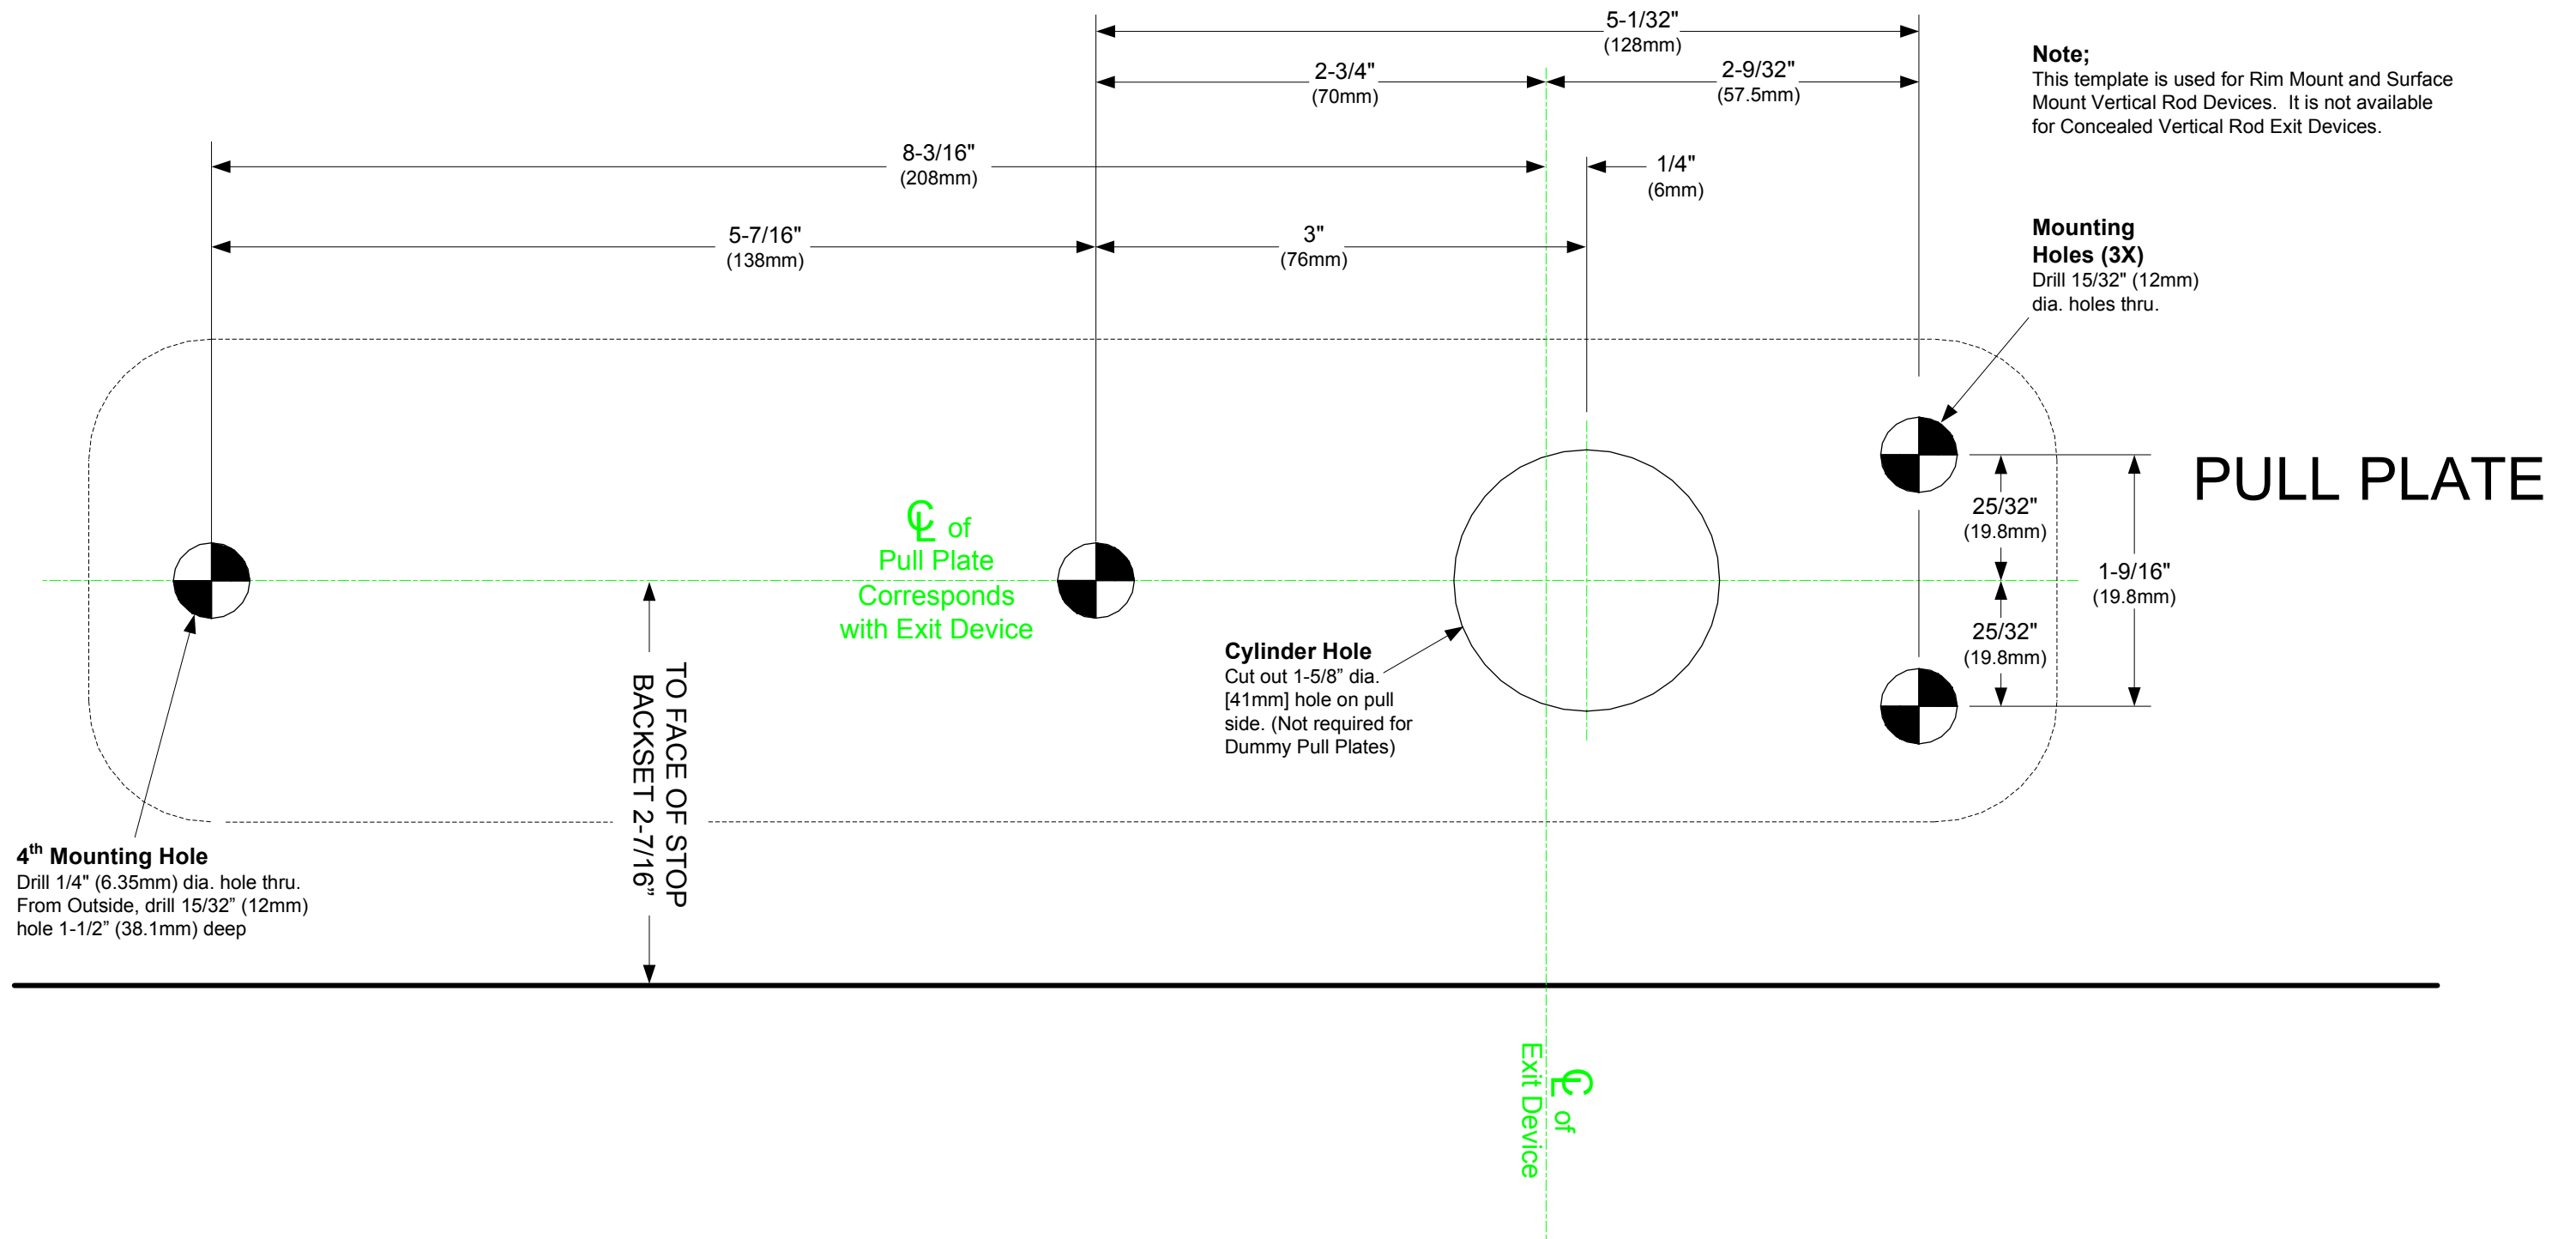 5-1/32"
(128mm)
2-3/4"
(70mm)
2-9/32"
(57.5mm)
Note;
This template is used for Rim Mount and Surface
Mount Vertical Rod Devices.  It is not available
for Concealed Vertical Rod Exit Devices.
8-3/16"
(208mm)
1/4"
(6mm)
5-7/16"
(138mm)
3"
(76mm)
Mounting
Holes (3X)
Drill 15/32" (12mm)
dia. holes thru.
PULL PLATE
25/32"
(19.8mm)
1-9/16"
(19.8mm)
25/32"
(19.8mm)
℄ of
Pull Plate
Corresponds
with Exit Device
Cylinder Hole
Cut out 1-5/8” dia.
[41mm] hole on pull
side. (Not required for
Dummy Pull Plates)
TO FACE OF STOP
BACKSET 2-7/16”
4th Mounting Hole
Drill 1/4" (6.35mm) dia. hole thru.
From Outside, drill 15/32” (12mm)
hole 1-1/2” (38.1mm) deep
℄ of
Exit Device